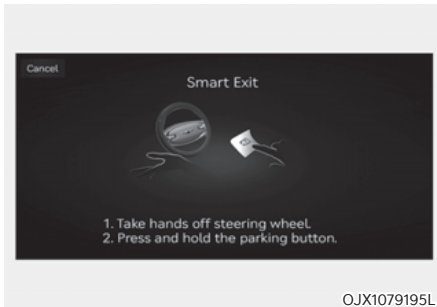 Cancel
Smart Exit
1. Take hands off steering wheel.
2. Press and hold the parking button.
OJX1079195L